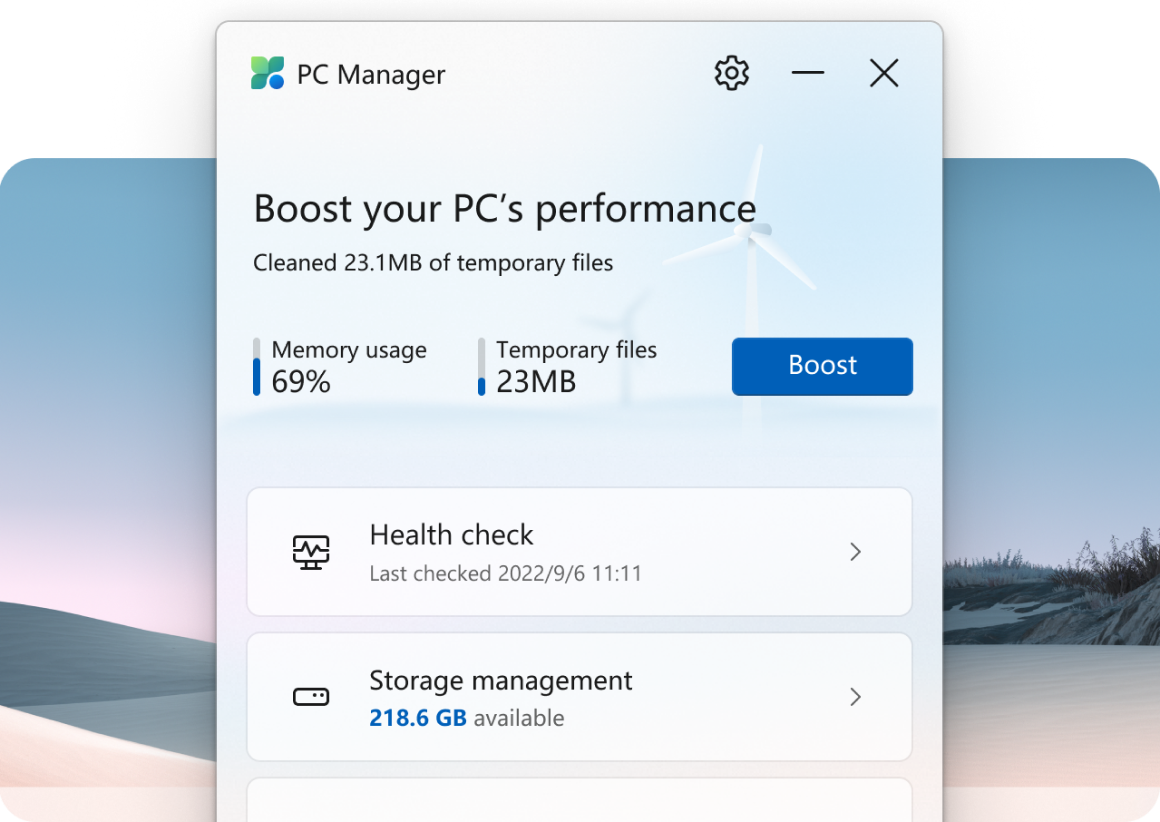 PC Manager
Boost your PC’s performance
Cleaned 23.1MB of temporary files
Memory usage
69%
Temporary files
23MB
Boost
Health check
Last checked 2022/9/6 11:11
Storage management
218.6 GB available